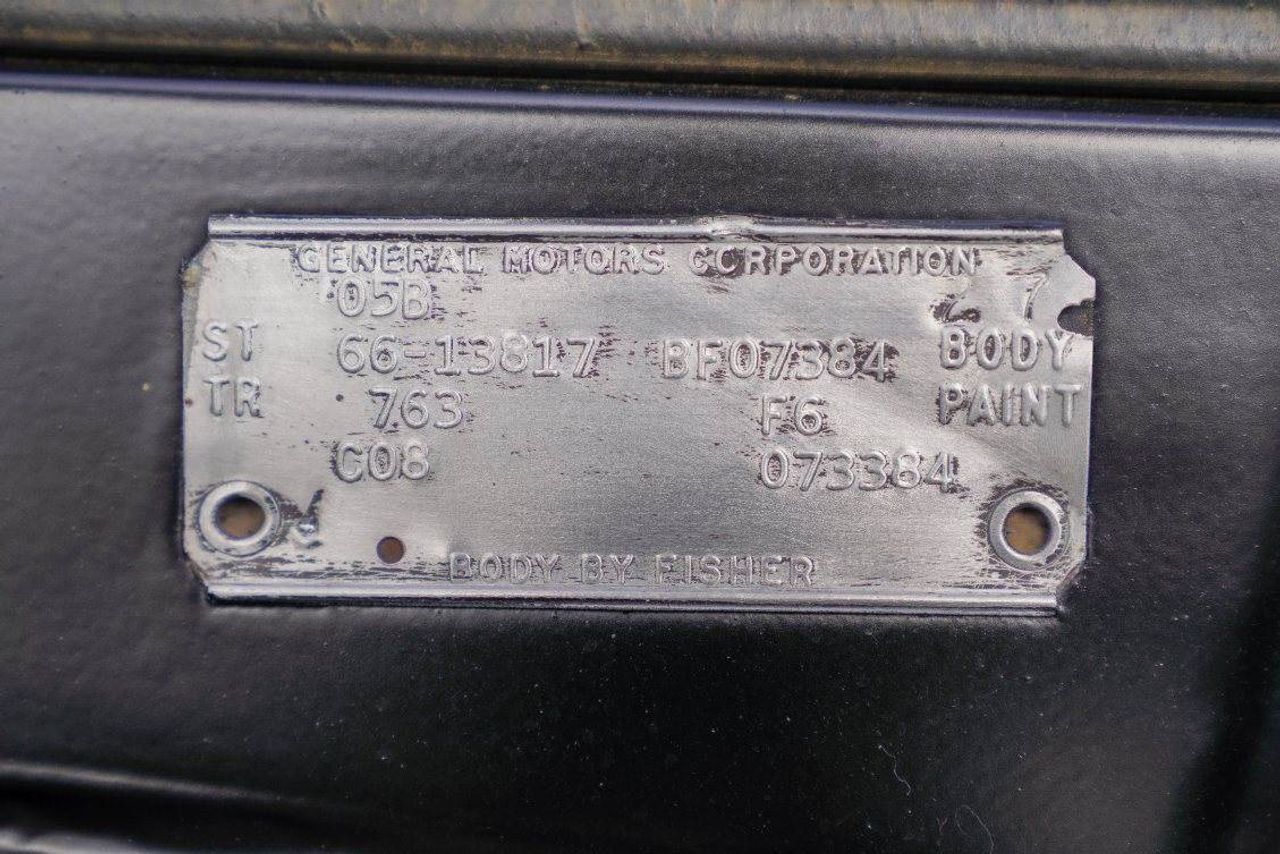 GENERAL MOTORS CORPORATION
05B 2 7
ST 66-13817 BF07384 BODY
TR 763 F6 PAINT
C08 073384
BODY BY FISHER